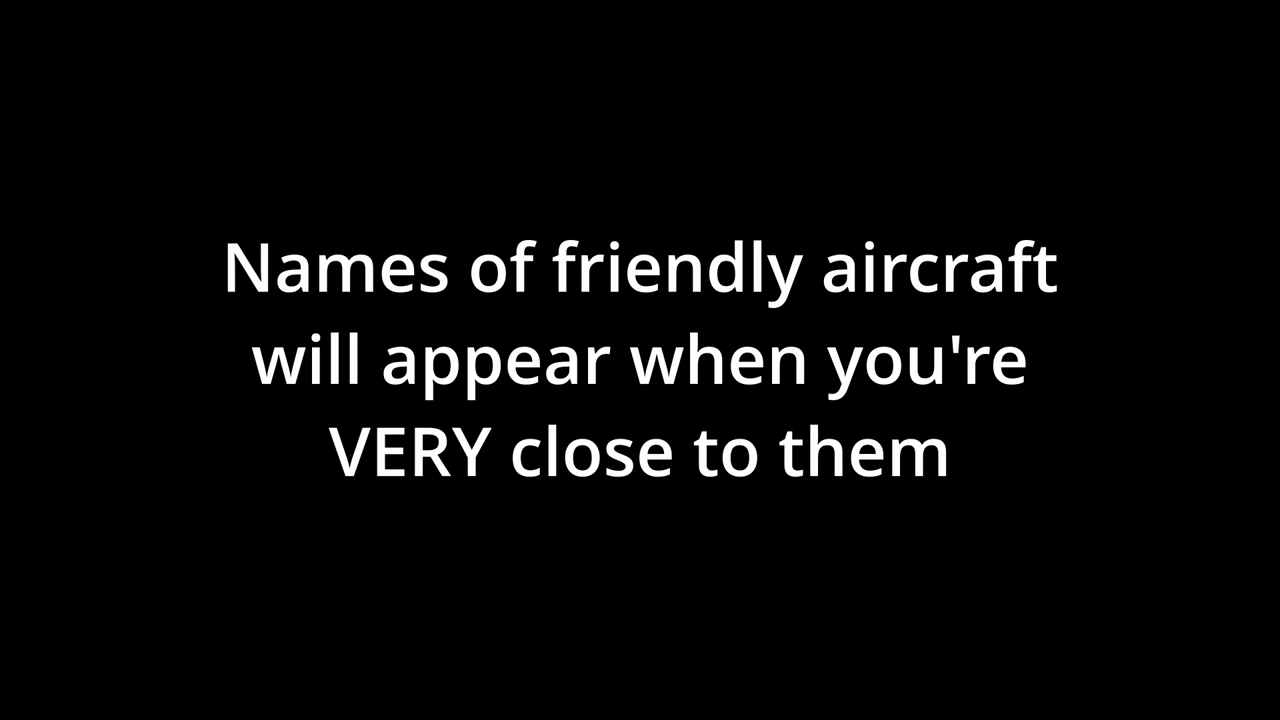 Names of friendly aircraft
will appear when you're
VERY close to them